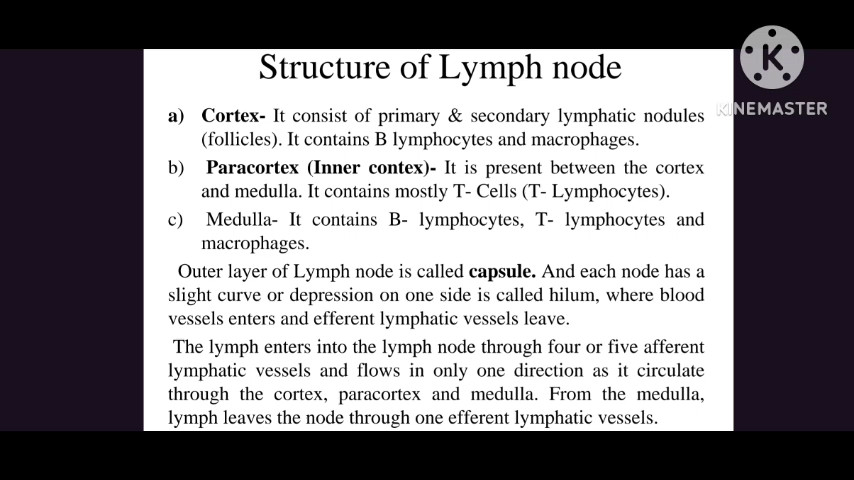 Structure of Lymph node
K
KINEMASTER
a) Cortex- It consist of primary & secondary lymphatic nodules
(follicles). It contains B lymphocytes and macrophages.
b) Paracortex (Inner contex)- It is present between the cortex
and medulla. It contains mostly T- Cells (T- Lymphocytes).
c) Medulla- It contains B- lymphocytes, T- lymphocytes and
macrophages.
Outer layer of Lymph node is called capsule. And each node has a
slight curve or depression on one side is called hilum, where blood
vessels enters and efferent lymphatic vessels leave.
The lymph enters into the lymph node through four or five afferent
lymphatic vessels and flows in only one direction as it circulate
through the cortex, paracortex and medulla. From the medulla,
lymph leaves the node through one efferent lymphatic vessels.